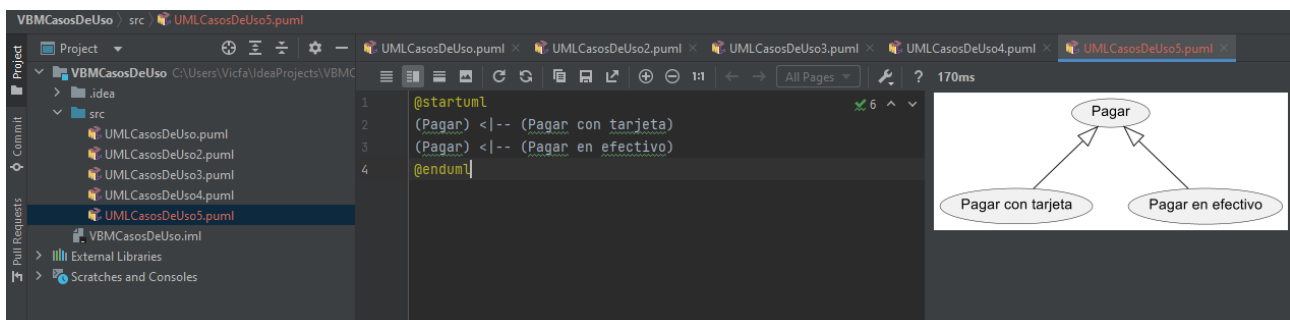 VBMCasosDeUso src UMLCasosDeUso5.puml
Project
UMLCasosDeUso.puml UMLCasosDeUso2.puml UMLCasosDeUso3.puml UMLCasosDeUso4.puml UMLCasosDeUso5.puml
Project
VBMCasosDeUso C:\Users\Vicfa\IdeaProjects\VBMC
.idea
src
UMLCasosDeUso.puml
UMLCasosDeUso2.puml
UMLCasosDeUso3.puml
UMLCasosDeUso4.puml
UMLCasosDeUso5.puml
VBMCasosDeUso.iml
External Libraries
Scratches and Consoles
Commit
Pull Requests
1:1 All Pages ? 170ms
1 @startuml 6
2 (Pagar) <|-- (Pagar con tarjeta)
3 (Pagar) <|-- (Pagar en efectivo)
4 @enduml
Pagar
Pagar con tarjeta Pagar en efectivo